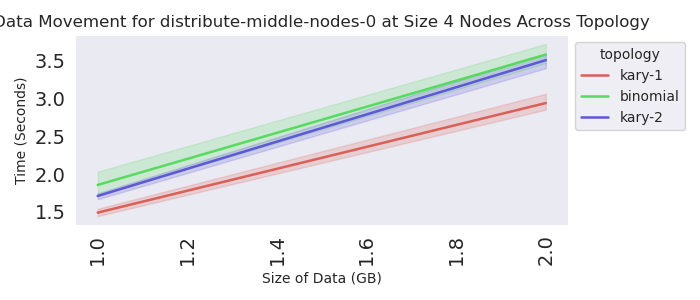 Data Movement for distribute-middle-nodes-0 at Size 4 Nodes Across Topology
topology
kary-1
binomial
kary-2
Time (Seconds)
3.5
3.0
2.5
2.0
1.5
1.0
1.2
1.4
1.6
1.8
2.0
Size of Data (GB)